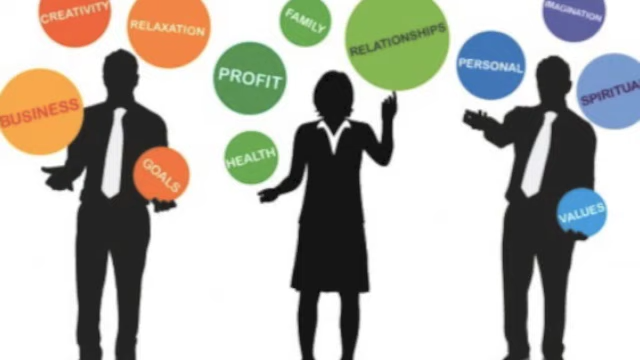 CREATIVITY
RELAXATION
BUSINESS
GOALS
FAMILY
PROFIT
RELATIONSHIPS
HEALTH
IMAGINATION
PERSONAL
SPIRITUA
VALUES